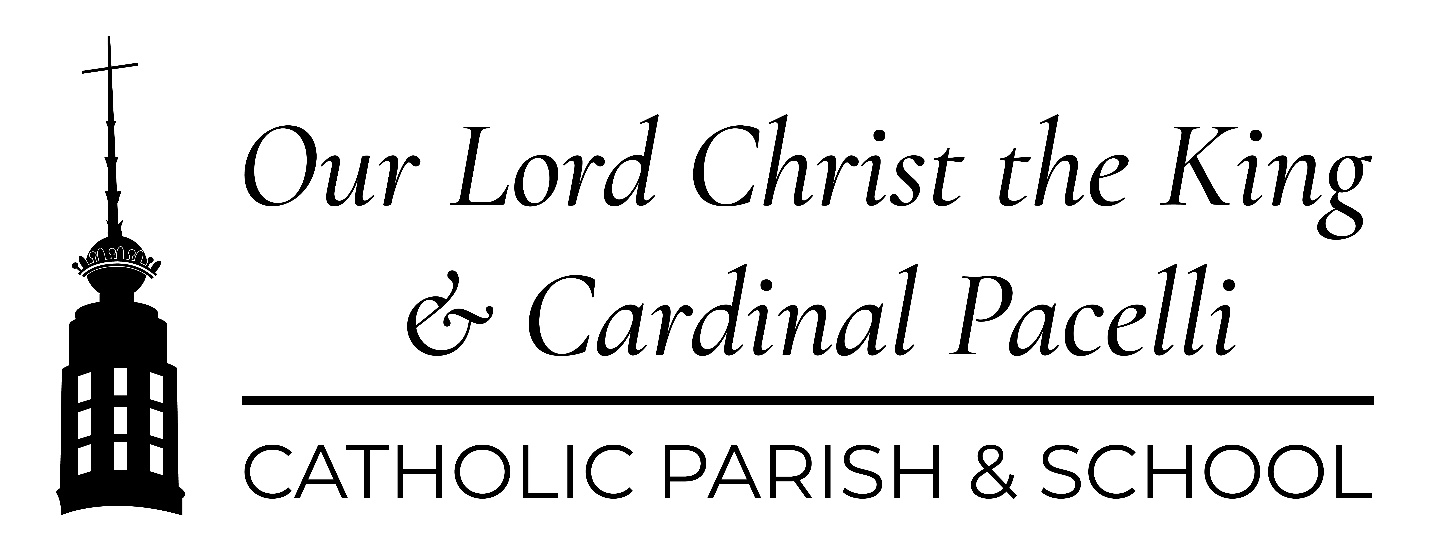 Our Lord Christ the King
& Cardinal Pacelli
CATHOLIC PARISH & SCHOOL